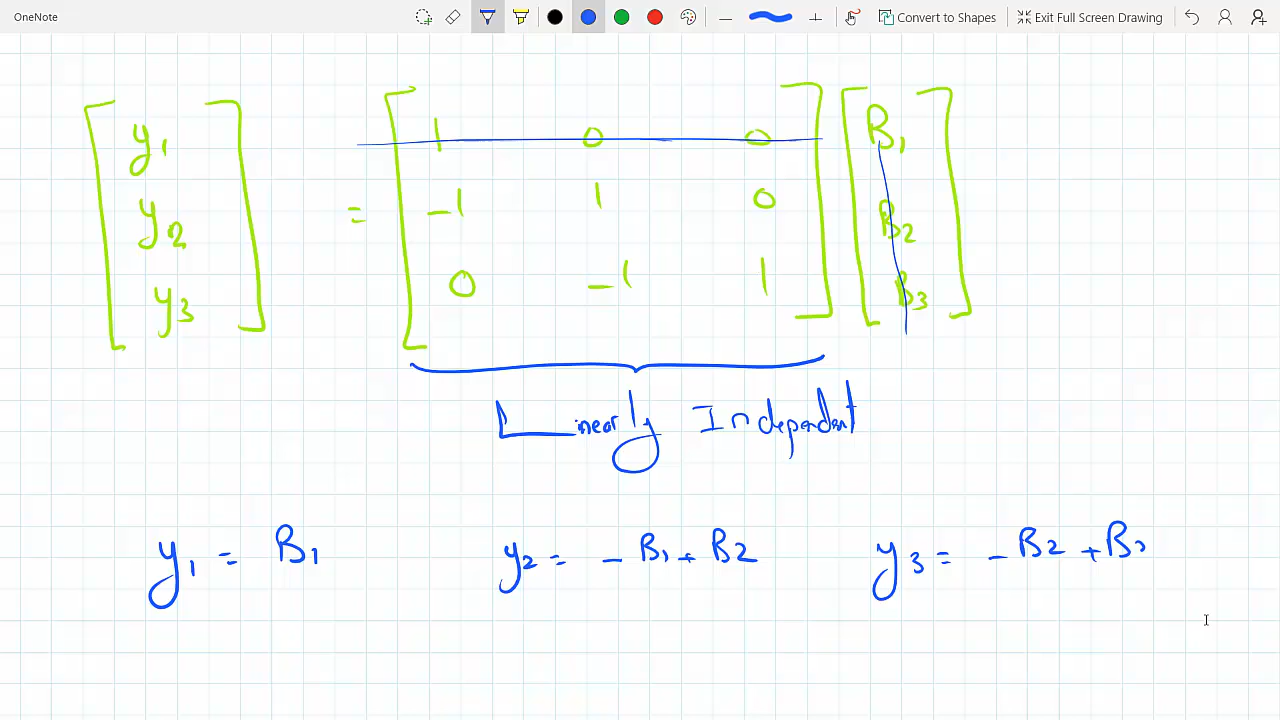 OneNote
Convert to Shapes
Exit Full Screen Drawing
y1 = 1 0 0 B1
y2 -1 1 0 B2
y3 0 -1 1 B3
Linearly Independent
y1 = B1 y2 = - B1 + B2 y3 = - B2 + B